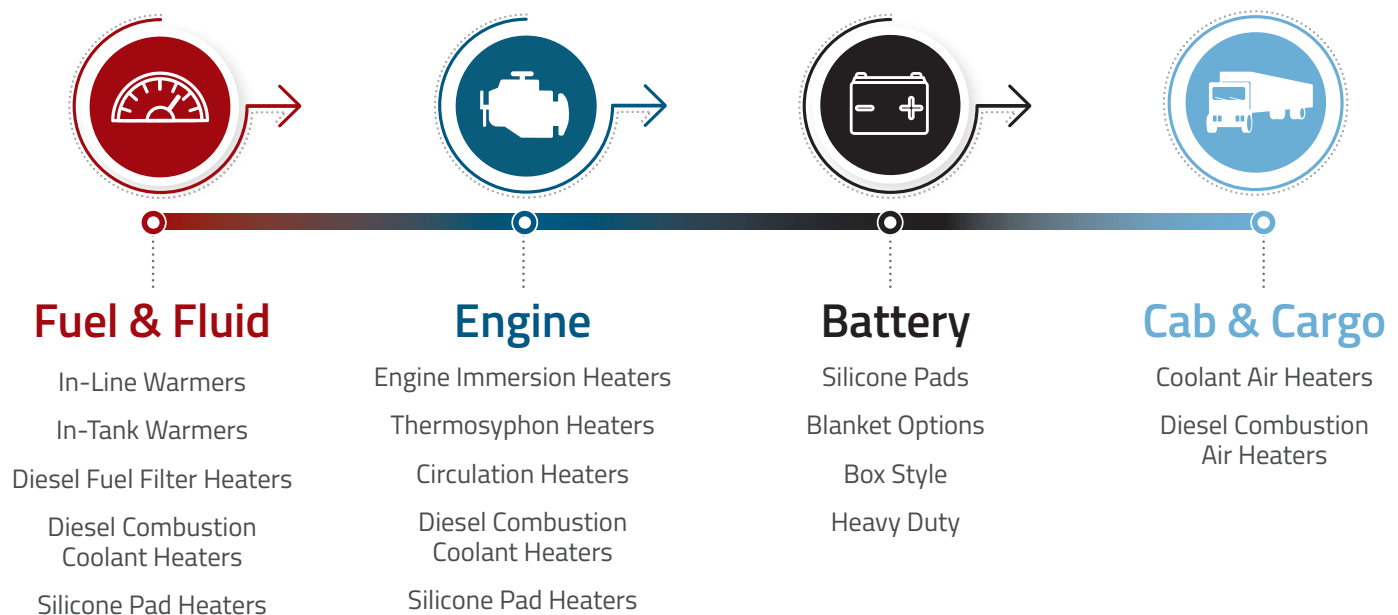 Fuel & Fluid
In-Line Warmers
In-Tank Warmers
Diesel Fuel Filter Heaters
Diesel Combustion
Coolant Heaters
Silicone Pad Heaters
Engine
Engine Immersion Heaters
Thermosyphon Heaters
Circulation Heaters
Diesel Combustion
Coolant Heaters
Silicone Pad Heaters
Battery
Silicone Pads
Blanket Options
Box Style
Heavy Duty
Cab & Cargo
Coolant Air Heaters
Diesel Combustion
Air Heaters